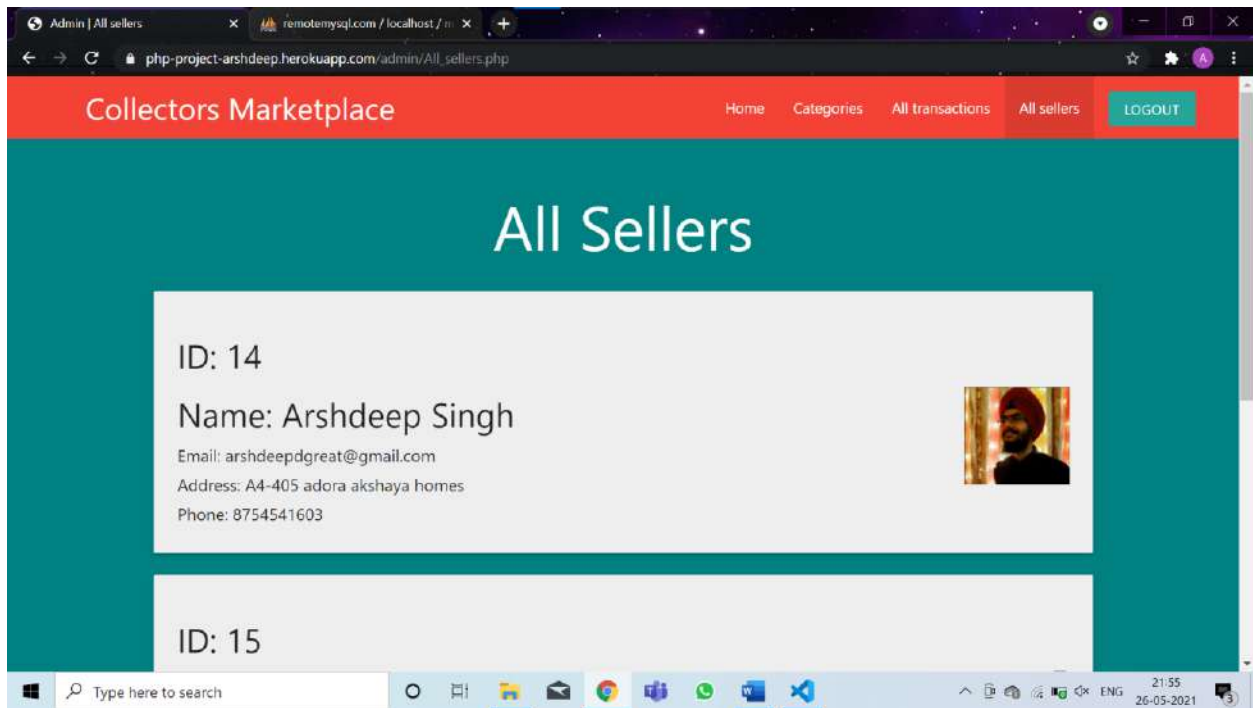 Admin | All sellers
remotemysql.com / localhost /
php-project-arshdeep.herokuapp.com/admin/All_sellers.php
A
Collectors Marketplace
Home Categories All transactions All sellers LOGOUT
All Sellers
ID: 14
Name: Arshdeep Singh
Email: arshdeepdgreat@gmail.com
Address: A4-405 adora akshaya homes
Phone: 8754541603
ID: 15
Type here to search
ENG
21:55
26-05-2021
3